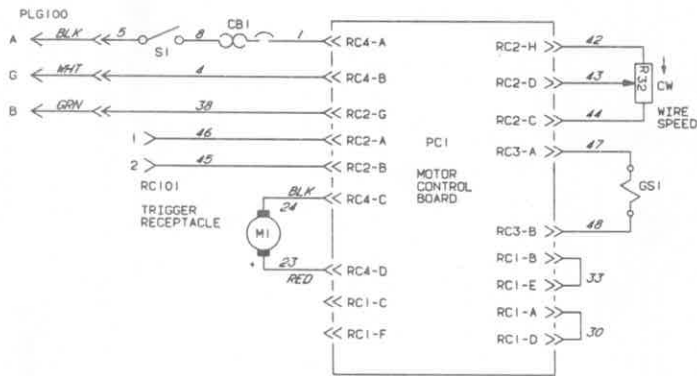 PLG100
A BLK 5 S1 8 CB1 1 RC4-A
G WHT 4 RC4-B
B GRN 38 RC2-G
1 46 RC2-A
2 45 RC2-B
RC101
TRIGGER
RECEPTACLE
BLK
24 RC4-C
M1
+ 23 RC4-D
RED
RC1-C
RC1-F
PC1
MOTOR
CONTROL
BOARD
RC2-H 42
RC2-D 43 R32 CW
RC2-C 44
WIRE
SPEED
RC3-A 47
GS1
RC3-B 48
RC1-B
33
RC1-E
RC1-A
30
RC1-D